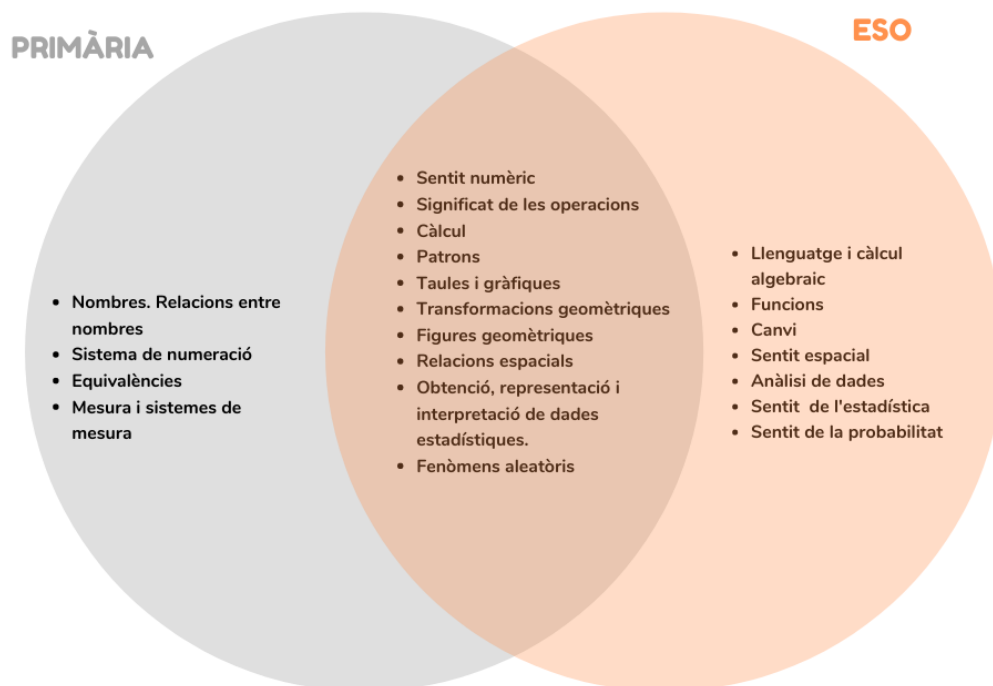 PRIMÀRIA
ESO
• Nombres. Relacions entre
nombres
• Sistema de numeració
• Equivalències
• Mesura i sistemes de
mesura
• Sentit numèric
• Significat de les operacions
• Càlcul
• Patrons
• Taules i gràfiques
• Transformacions geomètriques
• Figures geomètriques
• Relacions espacials
• Obtenció, representació i
interpretació de dades
estadístiques.
• Fenòmens aleatòris
• Llenguatge i càlcul
algebraic
• Funcions
• Canvi
• Sentit espacial
• Anàlisi de dades
• Sentit  de l'estadística
• Sentit de la probabilitat